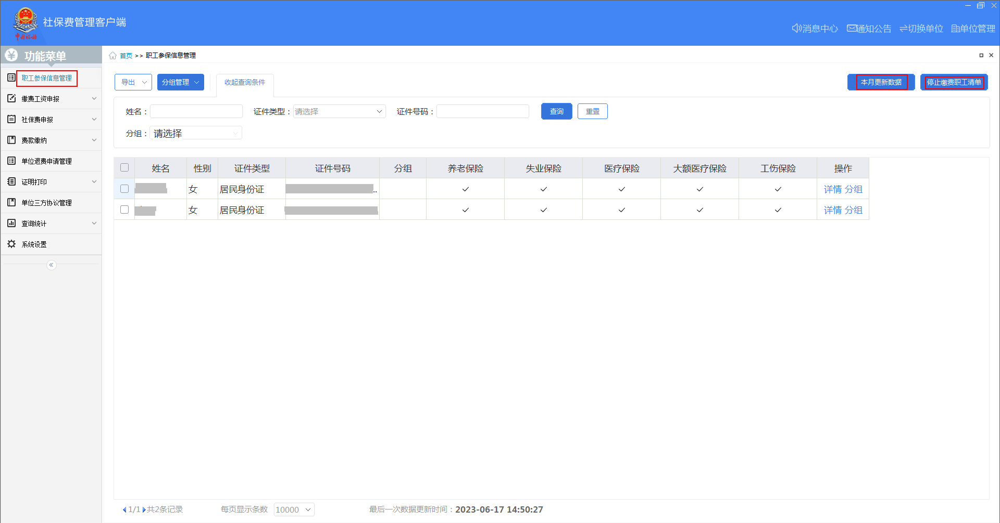 社保费管理客户端
中国税务
消息中心 通知公告 切换单位 单位管理
功能菜单
首页 >> 职工参保信息管理
职工参保信息管理
缴费工资申报
社保费申报
费款缴纳
单位退费申请管理
证明打印
单位三方协议管理
查询统计
系统设置
导出 分组管理 收起查询条件 本月更新数据 停止缴费职工清单
姓名： 证件类型： 请选择 证件号码： 查询 重置
分组： 请选择
姓名 性别 证件类型 证件号码 分组 养老保险 失业保险 医疗保险 大额医疗保险 工伤保险 操作
女 居民身份证 .. ✓ ✓ ✓ ✓ ✓ 详情 分组
女 居民身份证 ✓ ✓ ✓ ✓ ✓ 详情 分组
1/1 共2条记录 每页显示条数 10000 最后一次数据更新时间：2023-06-17 14:50:27